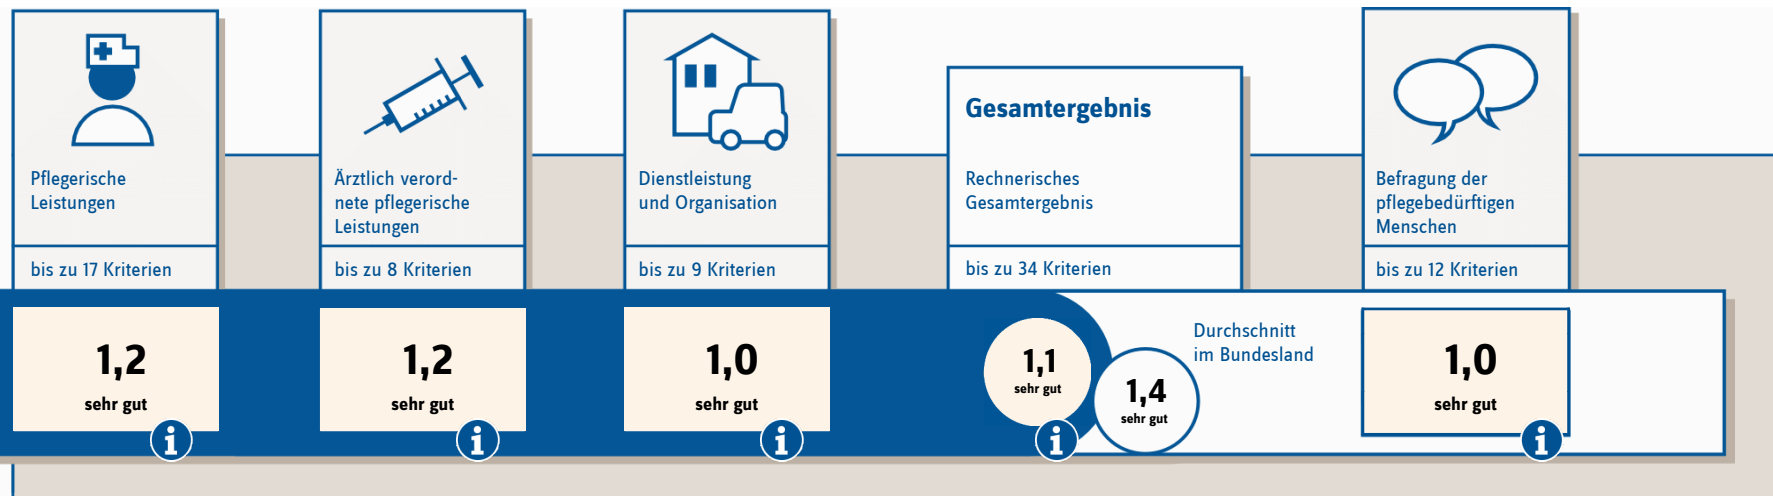 Pflegerische
Leistungen
bis zu 17 Kriterien
1,2
sehr gut
i
Ärztlich verord-
nete pflegerische
Leistungen
bis zu 8 Kriterien
1,2
sehr gut
i
Dienstleistung
und Organisation
bis zu 9 Kriterien
1,0
sehr gut
i
Gesamtergebnis
Rechnerisches
Gesamtergebnis
bis zu 34 Kriterien
1,1
sehr gut
i
1,4
sehr gut
Durchschnitt
im Bundesland
Befragung der
pflegebedürftigen
Menschen
bis zu 12 Kriterien
1,0
sehr gut
i